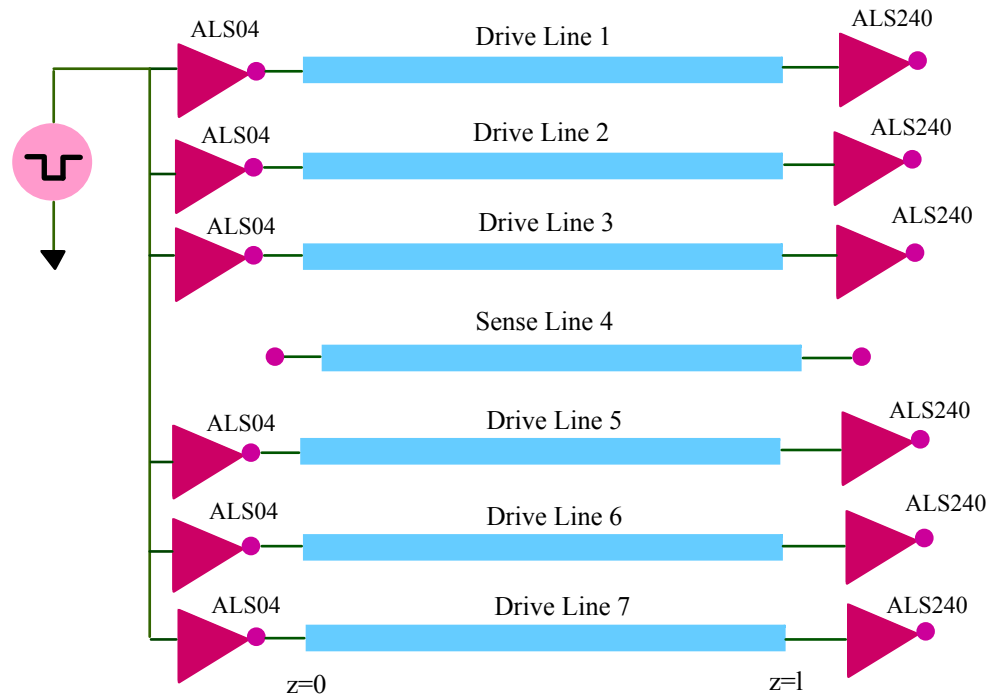 ALS04
Drive Line 1
ALS240
ALS04
Drive Line 2
ALS240
ALS04
Drive Line 3
ALS240
Sense Line 4
ALS04
Drive Line 5
ALS240
ALS04
Drive Line 6
ALS240
ALS04
Drive Line 7
ALS240
z=0
z=l